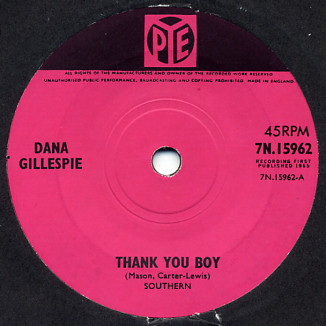 PYE
ALL RIGHTS OF THE MANUFACTURERS AND OWNER OF THE RECORDED WORK RESERVED
UNAUTHORISED PUBLIC PERFORMANCE, BROADCASTING AND COPYING PROHIBITED. MADE IN ENGLAND
DANA
GILLESPIE
45RPM
7N.15962
RECORDING FIRST
PUBLISHED 1965
7N.15962-A
THANK YOU BOY
(Mason, Carter-Lewis)
SOUTHERN